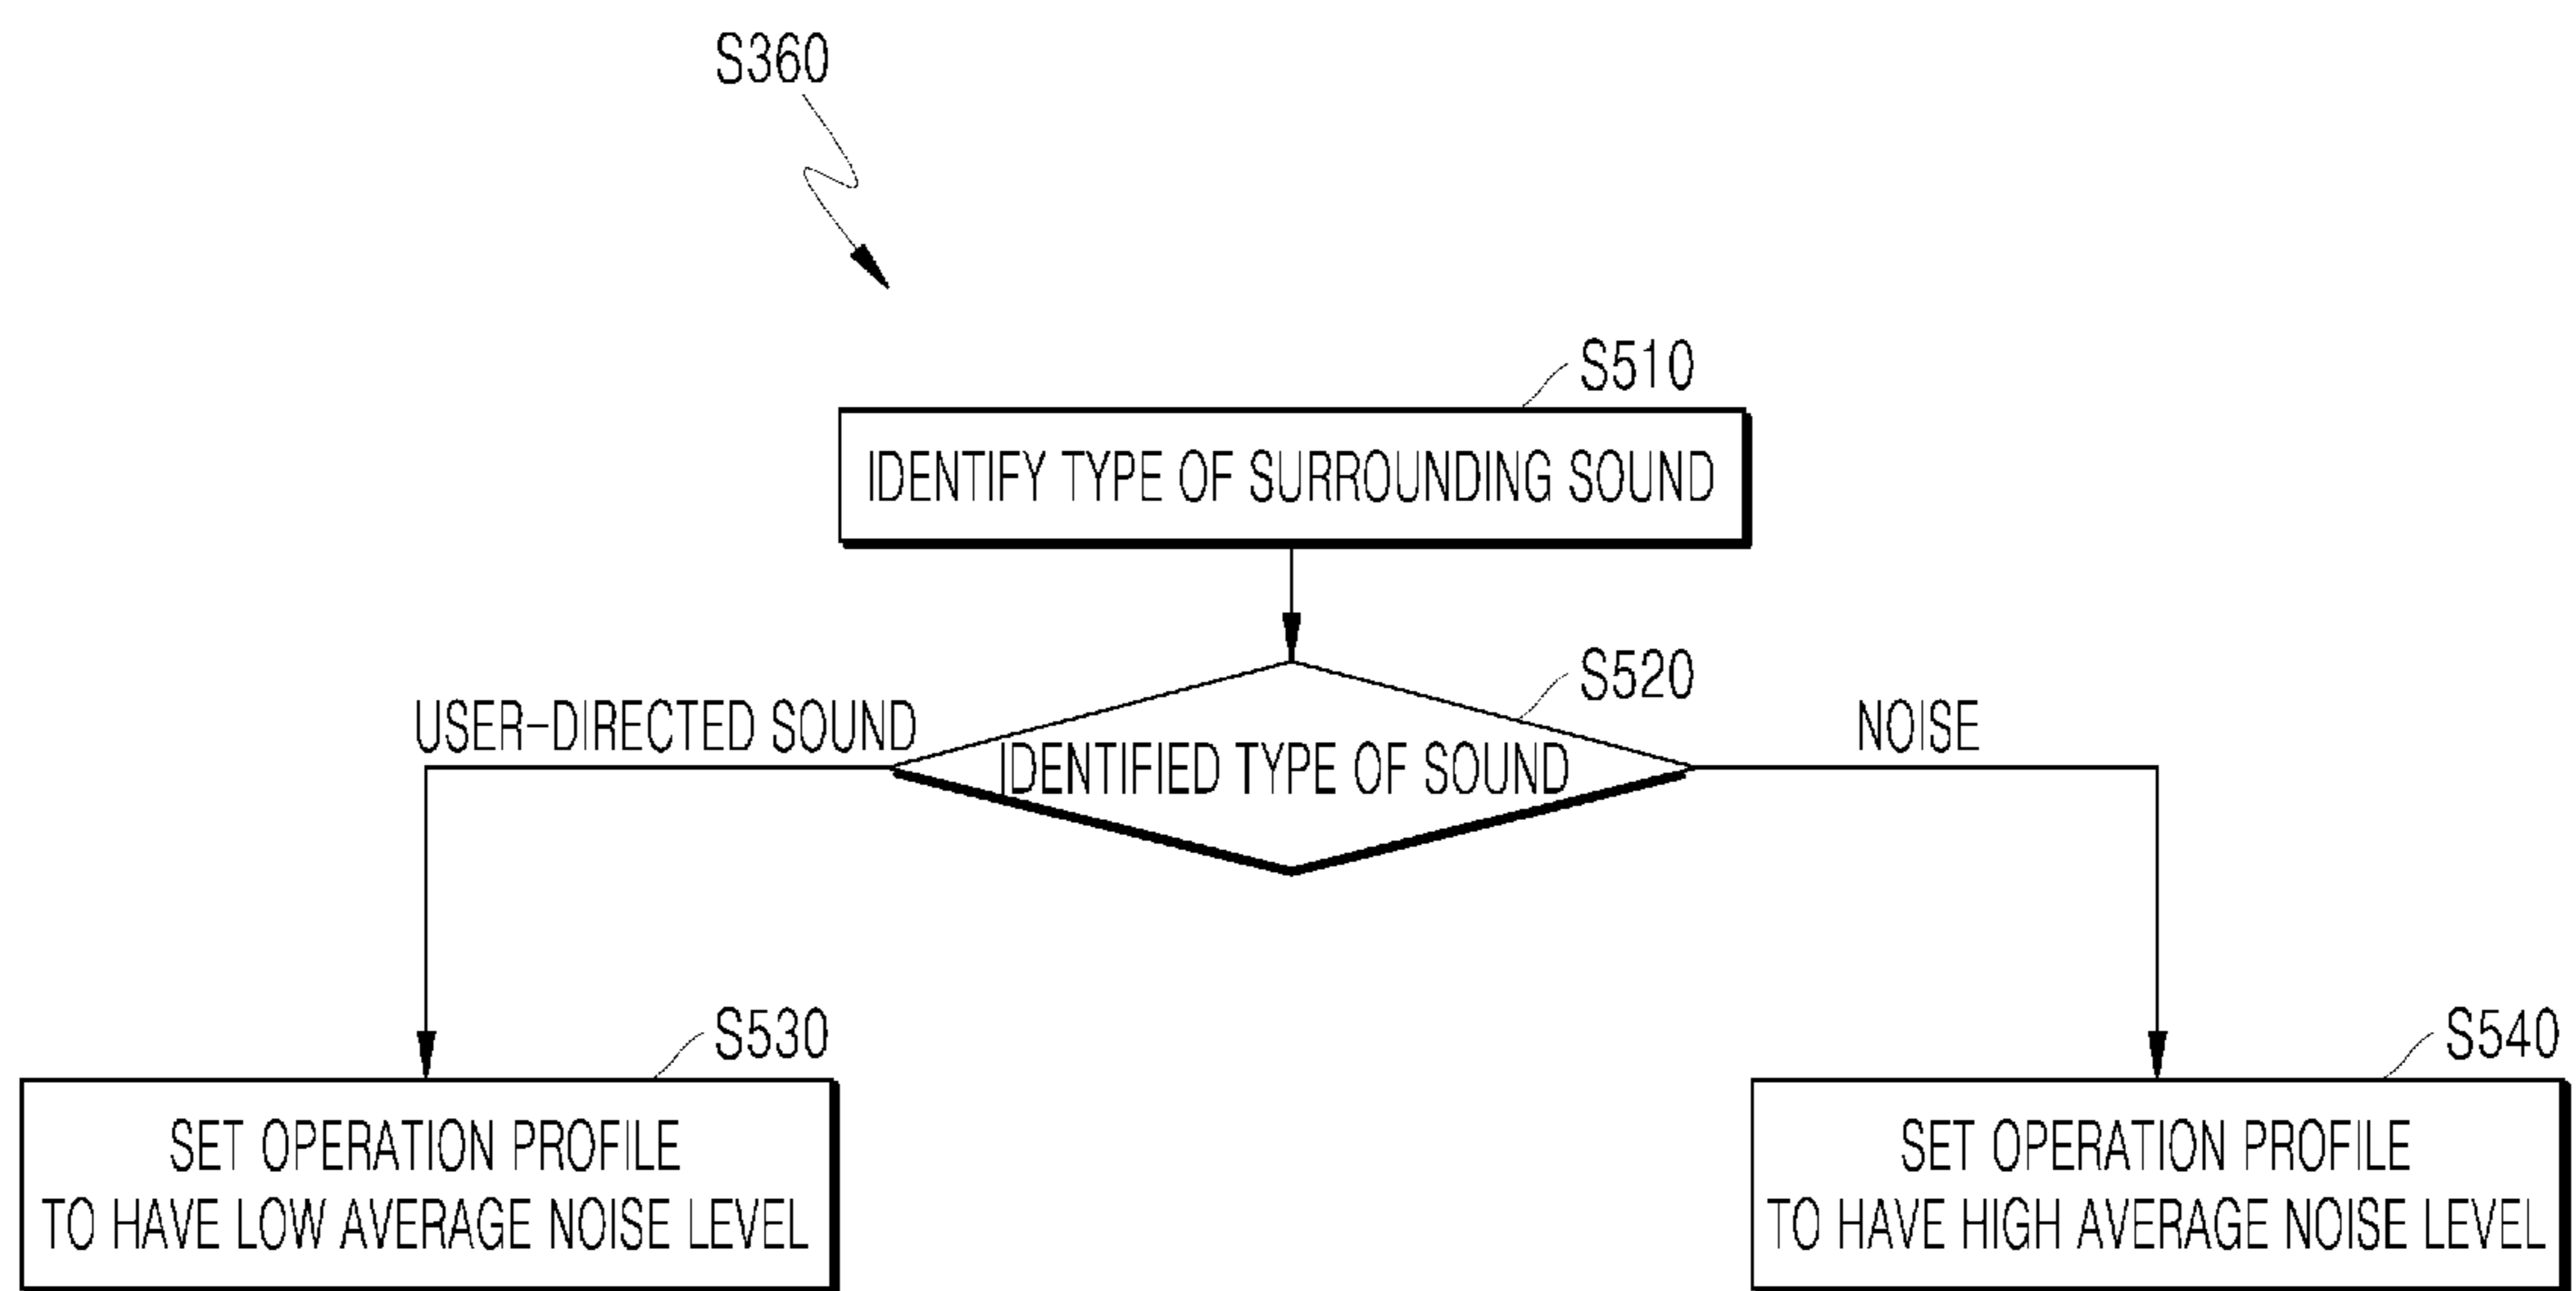 S360
S510
IDENTIFY TYPE OF SURROUNDING SOUND
S520
USER-DIRECTED SOUND
IDENTIFIED TYPE OF SOUND
NOISE
S530
SET OPERATION PROFILE
TO HAVE LOW AVERAGE NOISE LEVEL
S540
SET OPERATION PROFILE
TO HAVE HIGH AVERAGE NOISE LEVEL